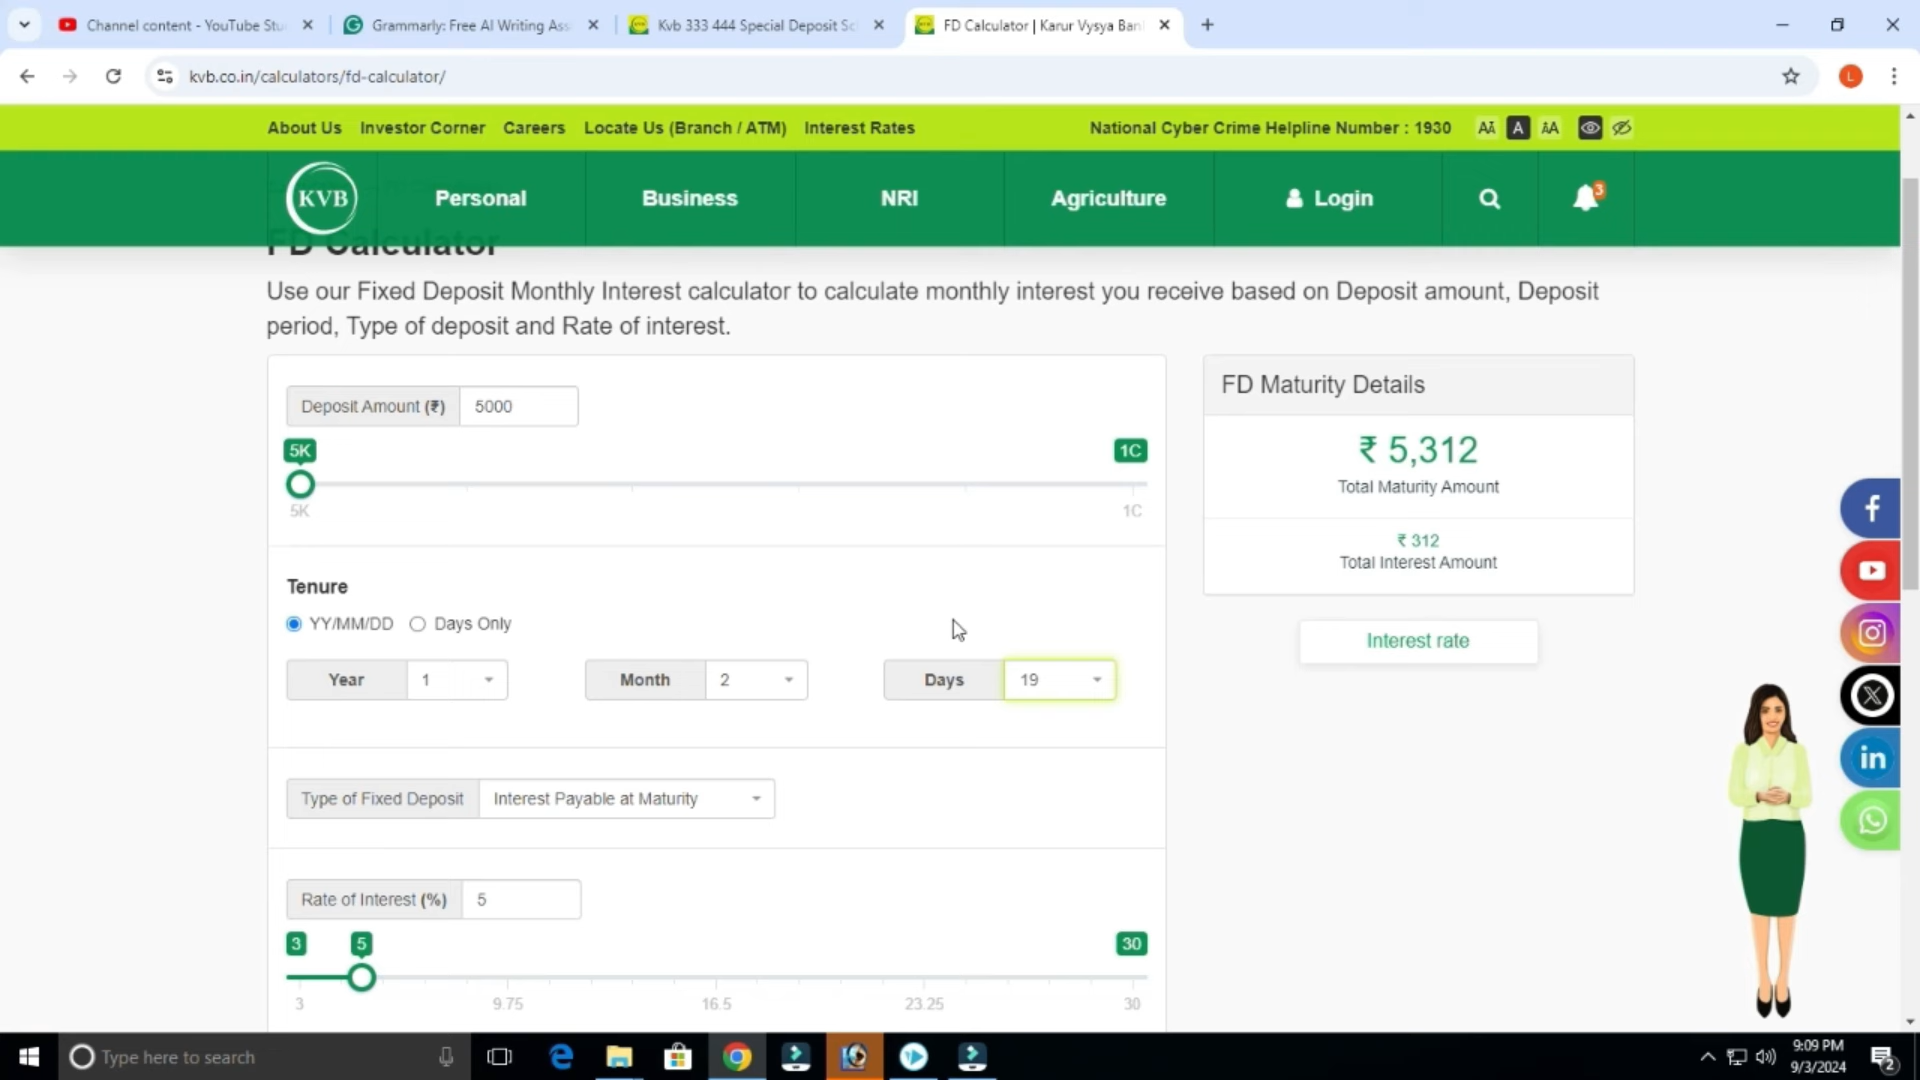 Channel content - YouTube Stu
Grammarly: Free AI Writing Ass
Kvb 333 444 Special Deposit Sc
FD Calculator | Karur Vysya Ban
kvb.co.in/calculators/fd-calculator/
L
About Us Investor Corner Careers Locate Us (Branch / ATM) Interest Rates
National Cyber Crime Helpline Number : 1930
AA A AA
KVB Personal Business NRI Agriculture Login 3
FD Calculator
Use our Fixed Deposit Monthly Interest calculator to calculate monthly interest you receive based on Deposit amount, Deposit
period, Type of deposit and Rate of interest.
Deposit Amount (₹) 5000
5K 1C
5K 1C
Tenure
YY/MM/DD Days Only
Year 1 Month 2 Days 19
Type of Fixed Deposit Interest Payable at Maturity
Rate of Interest (%) 5
3 5 30
3 9.75 16.5 23.25 30
FD Maturity Details
₹ 5,312
Total Maturity Amount
₹ 312
Total Interest Amount
Interest rate
Type here to search
9:09 PM
9/3/2024
2